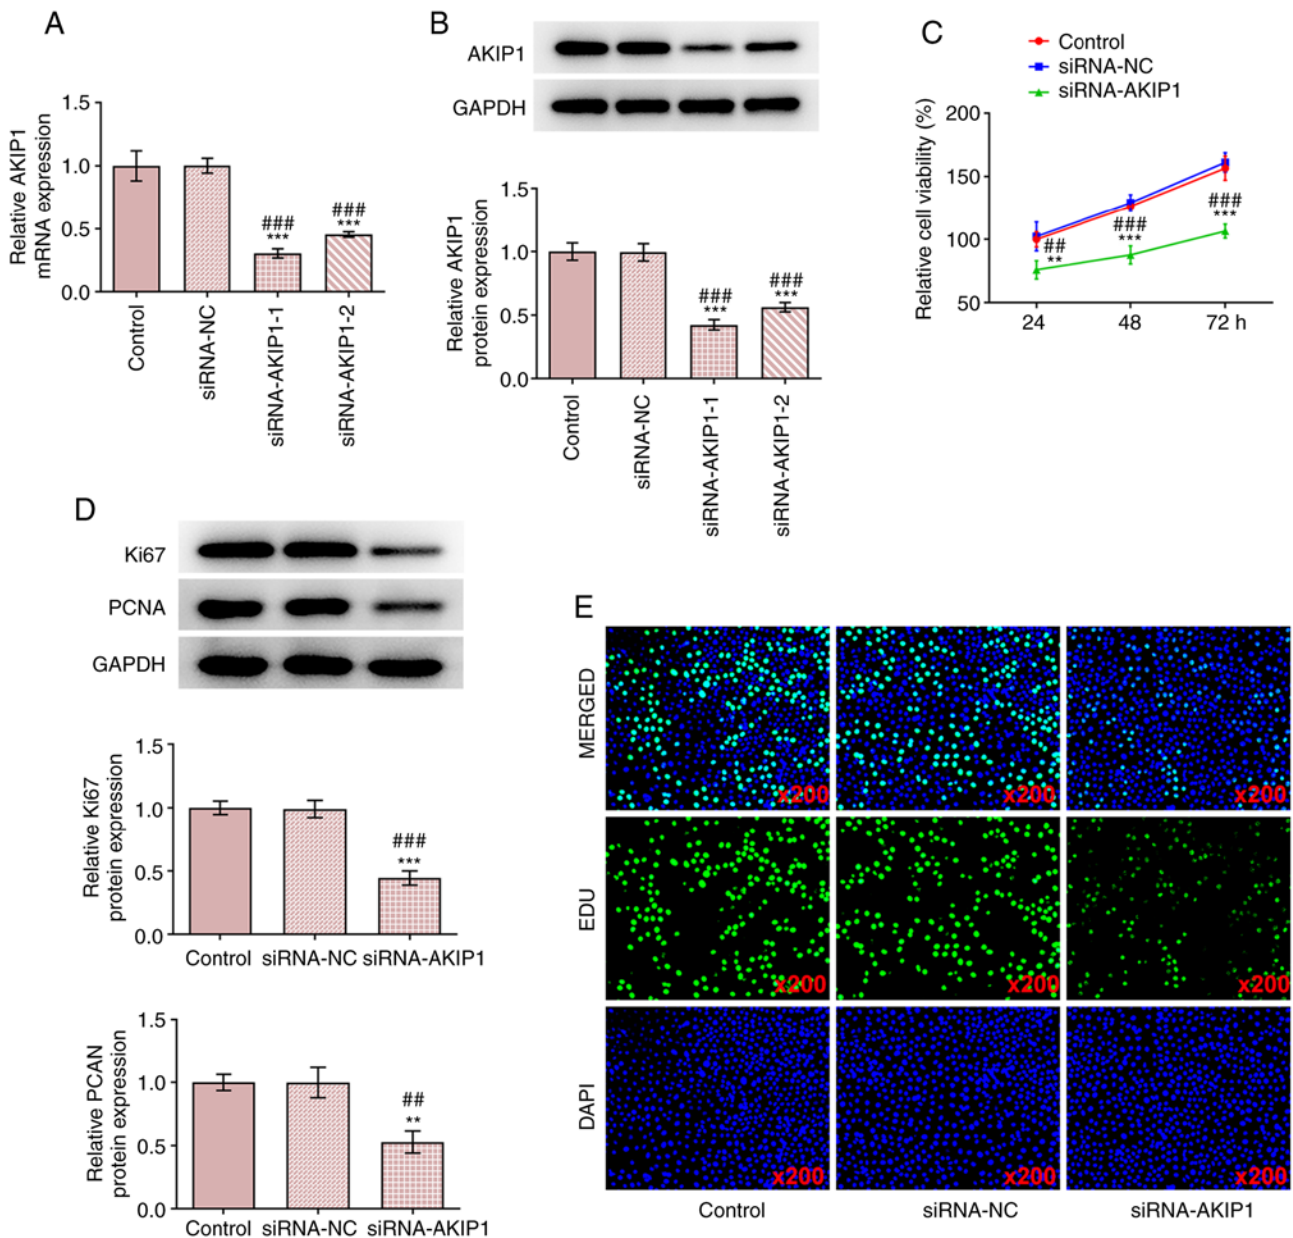 A
Relative AKIP1
mRNA expression
1.5
1.0
0.5
0.0
###
***
###
***
Control
siRNA-NC
siRNA-AKIP1-1
siRNA-AKIP1-2
B
AKIP1
GAPDH
Relative AKIP1
protein expression
1.5
1.0
0.5
0.0
###
***
###
***
Control
siRNA-NC
siRNA-AKIP1-1
siRNA-AKIP1-2
C
Control
siRNA-NC
siRNA-AKIP1
Relative cell viability (%)
200
150
100
50
##
**
###
***
###
***
24 48 72 h
D
Ki67
PCNA
GAPDH
Relative Ki67
protein expression
1.5
1.0
0.5
0.0
###
***
Control siRNA-NC siRNA-AKIP1
Relative PCAN
protein expression
1.5
1.0
0.5
0.0
##
**
Control siRNA-NC siRNA-AKIP1
E
MERGED
x200 x200 x200
EDU
x200 x200 x200
DAPI
x200 x200 x200
Control siRNA-NC siRNA-AKIP1